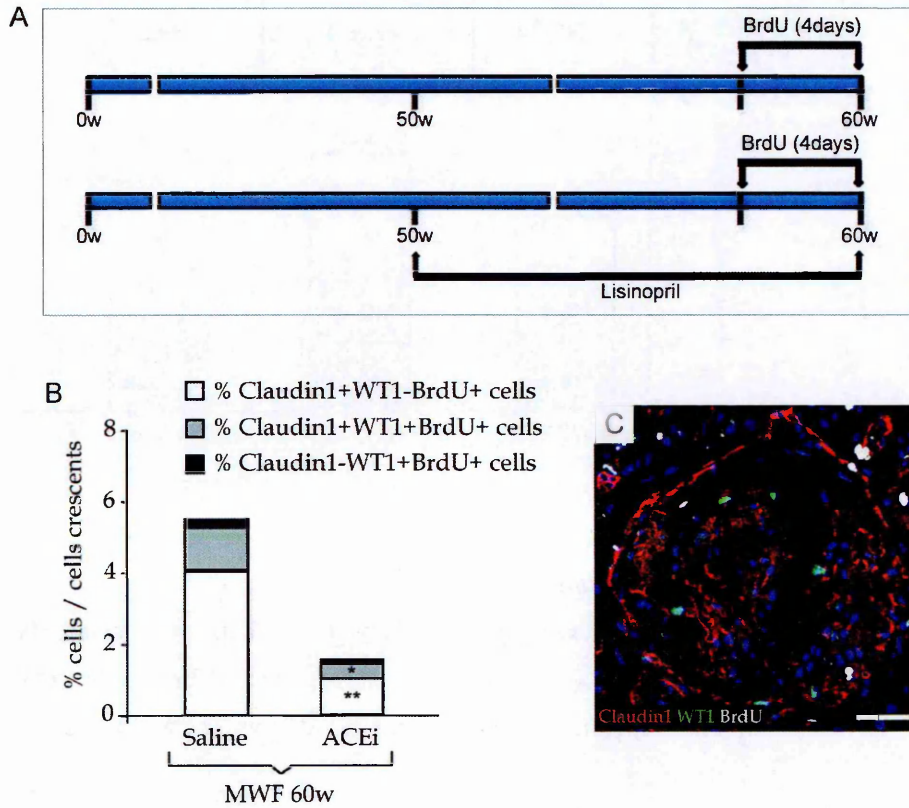 A
BrdU (4days)
0w 50w 60w
BrdU (4days)
0w 50w 60w
Lisinopril
B
% Claudin1+WT1-BrdU+ cells
% Claudin1+WT1+BrdU+ cells
% Claudin1-WT1+BrdU+ cells
% cells / cells crescents
8
6
4
2
0
*
**
Saline ACEi
MWF 60w
C
Claudin1 WT1 BrdU